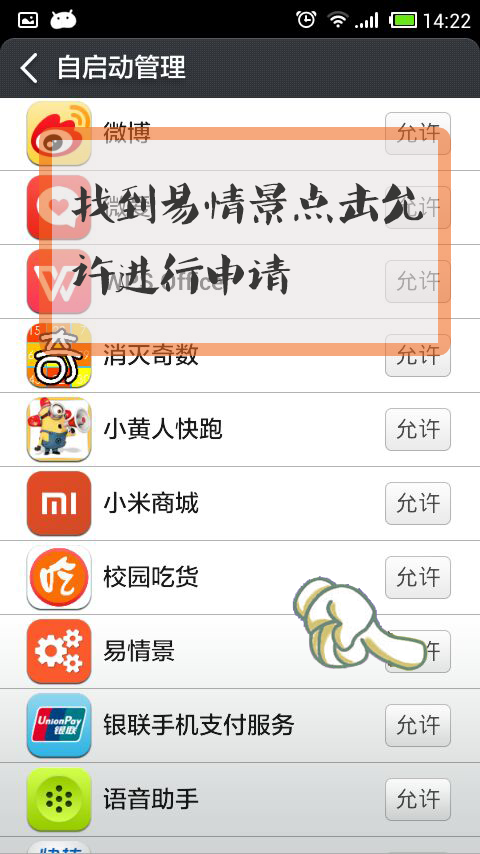 14:22
自启动管理
微博 允许
找到易情景点击允
微爱 允许
许进行申请
WPS Office 允许
消灭奇数 允许
奇
小黄人快跑 允许
MI 小米商城 允许
吃 校园吃货 允许
易情景 许
UnionPay 银联 银联手机支付服务 允许
语音助手 允许